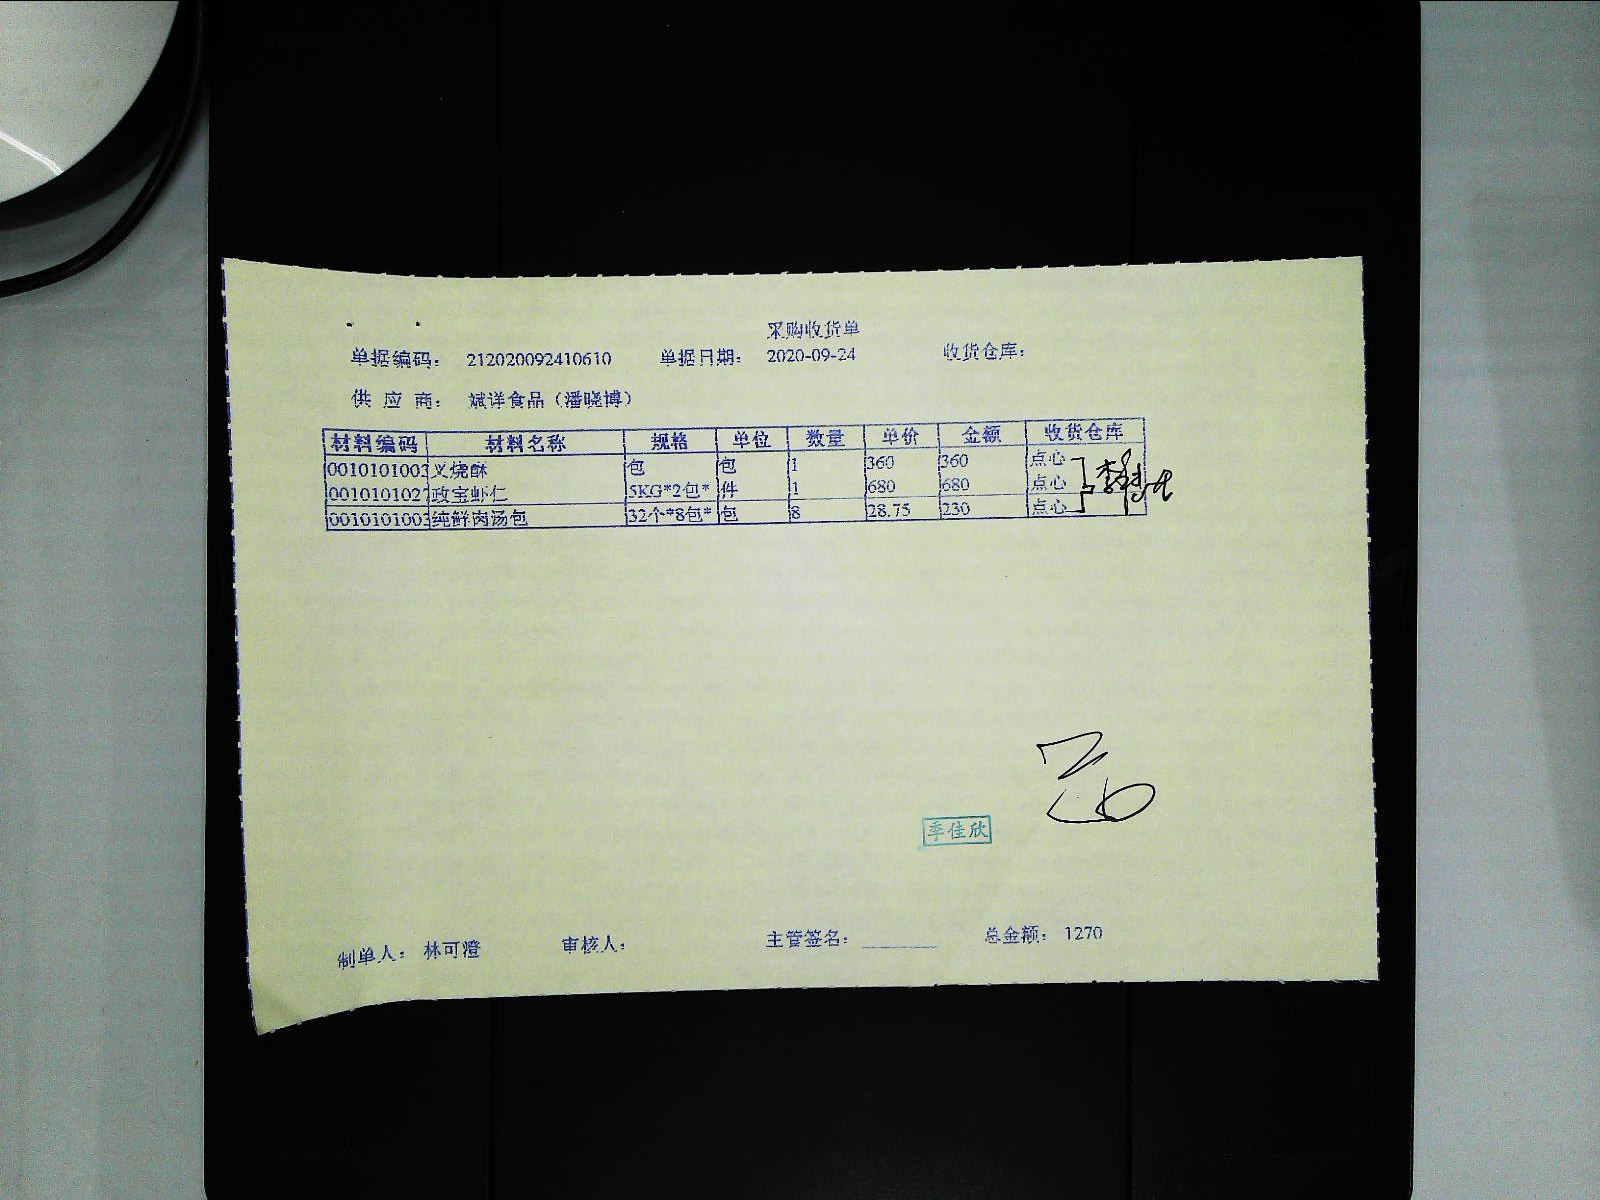 采购收货单
单据编码： 212020092410610 单据日期： 2020-09-24 收货仓库：
供 应 商： 斌洋食品（潘晓博）
材料编码 材料名称 规格 单位 数量 单价 金额 收货仓库
0010101003 叉烧酥 包 包 1 360 360 点心
0010101027 政宝虾仁 5KG*2包* 件 1 680 680 点心
0010101003 纯鲜肉汤包 32个*8包* 包 8 28.75 230 点心
季佳欣
制单人： 林可澄 审核人： 主管签名： 总金额： 1270